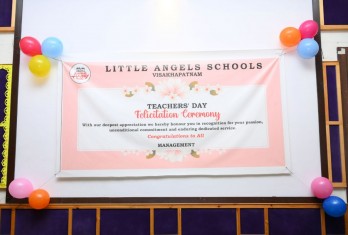 LITTLE ANGELS SCHOOLS
VISAKHAPATNAM
TEACHERS' DAY
Felicitation Ceremony
With our deepest appreciation we hereby honour you in recognition for your passion,
unconditional commitment and enduring dedicated service
Congratulations to All
MANAGEMENT